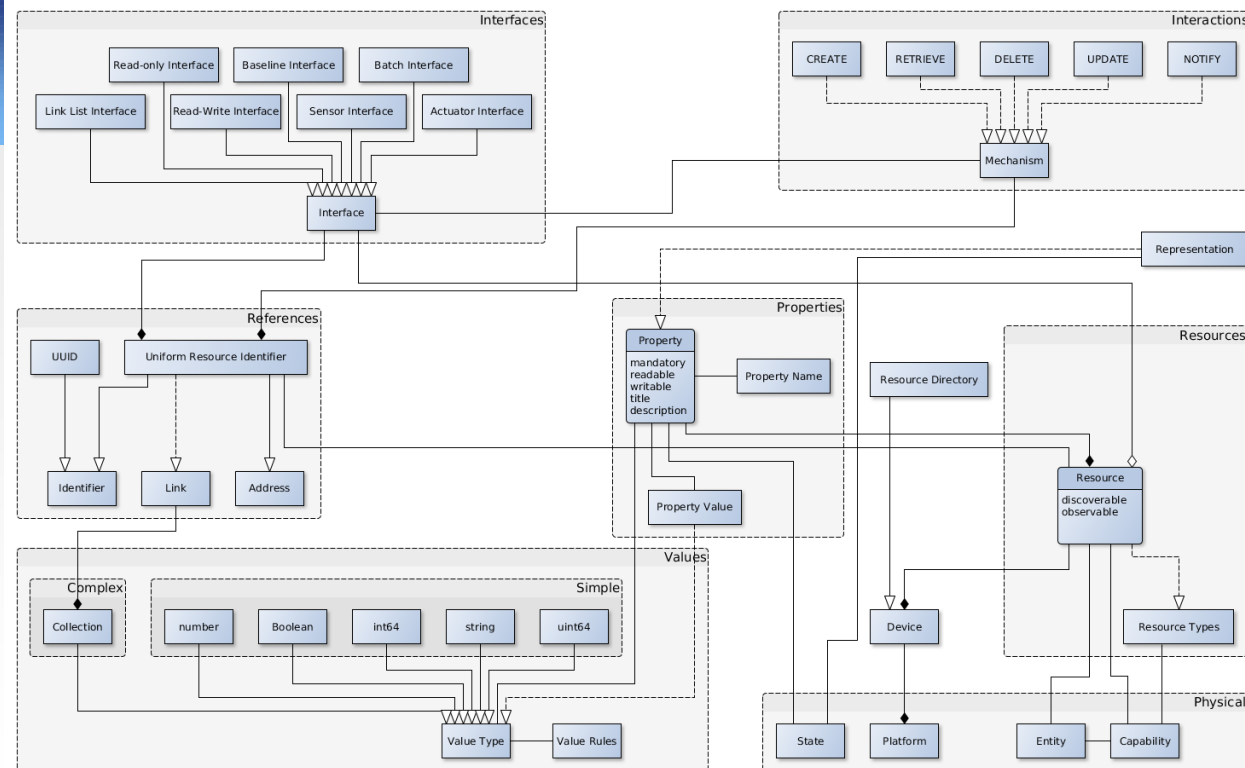 Interfaces
Read-only Interface
Baseline Interface
Batch Interface
Link List Interface
Read-Write Interface
Sensor Interface
Actuator Interface
Interface
Interactions
CREATE
RETRIEVE
DELETE
UPDATE
NOTIFY
Mechanism
Representation
References
UUID
Uniform Resource Identifier
Identifier
Link
Address
Properties
Property
mandatory
readable
writable
title
description
Property Name
Property Value
Resource Directory
Resources
Resource
discoverable
observable
Device
Resource Types
Values
Complex
Collection
Simple
number
Boolean
int64
string
uint64
Value Type
Value Rules
Physical
State
Platform
Entity
Capability